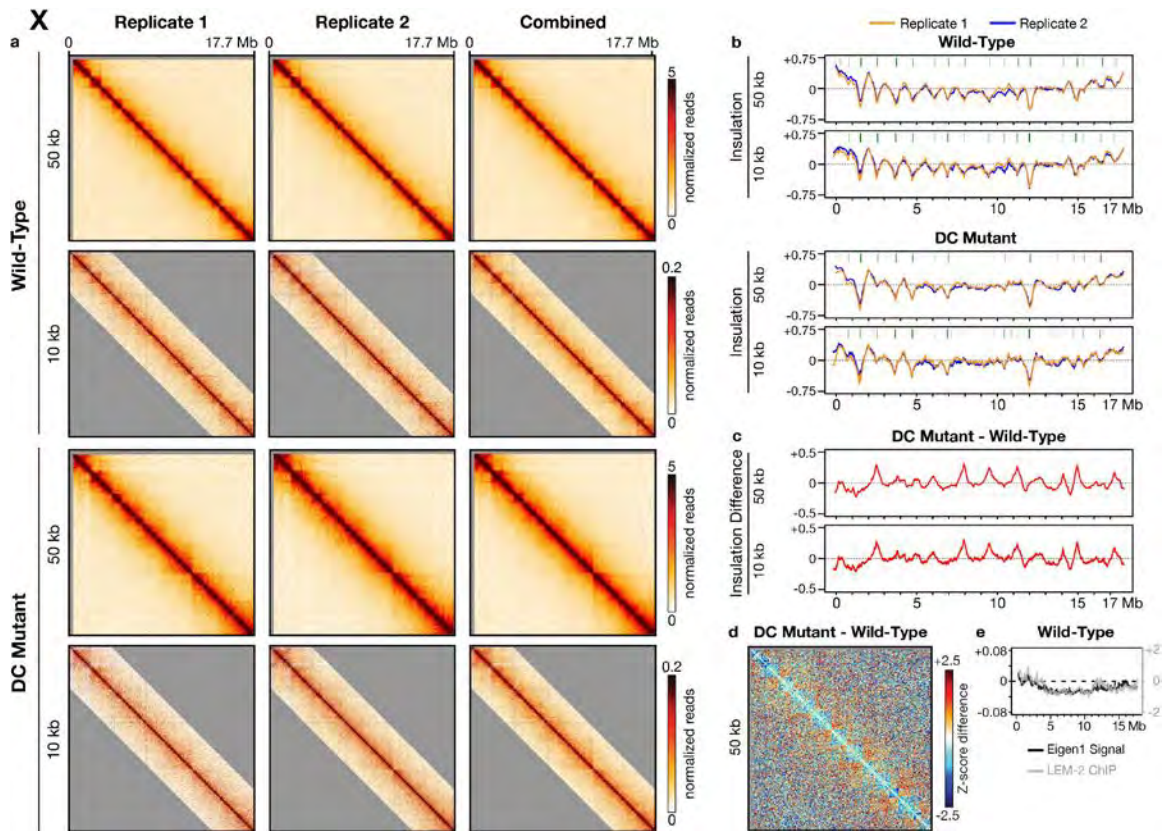 X
Replicate 1
Replicate 2
Combined
a
0
17.7 Mb
0
17.7 Mb
0
17.7 Mb
Wild-Type
50 kb
5
normalized reads
0
10 kb
0.2
normalized reads
0
DC Mutant
50 kb
5
normalized reads
0
10 kb
0.2
normalized reads
0
Replicate 1
Replicate 2
b
Wild-Type
Insulation
50 kb
+0.75
0
-0.75
10 kb
+0.75
0
-0.75
0
5
10
15
17 Mb
DC Mutant
Insulation
50 kb
+0.75
0
-0.75
10 kb
+0.75
0
-0.75
0
5
10
15
17 Mb
c
DC Mutant - Wild-Type
Insulation Difference
50 kb
+0.5
0
-0.5
10 kb
+0.5
0
-0.5
0
5
10
15
17 Mb
d
DC Mutant - Wild-Type
50 kb
+2.5
Z-score difference
-2.5
e
Wild-Type
+0.08
0
-0.08
+2
0
-2
0
5
10
15 Mb
Eigen1 Signal
LEM-2 ChIP